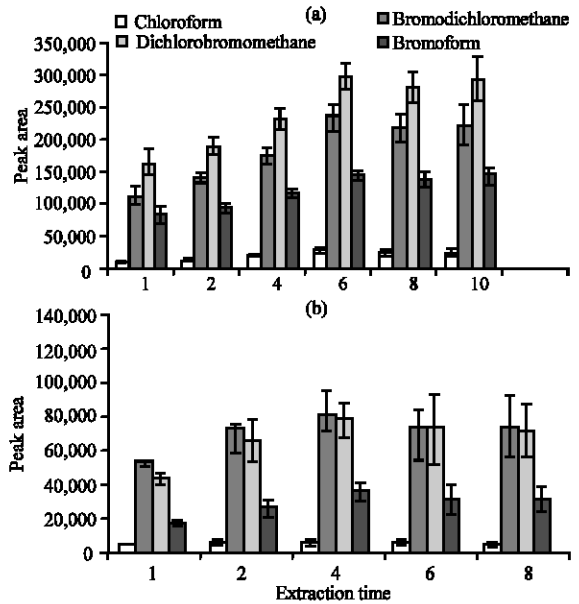 (a)
Chloroform
Bromodichloromethane
Dichlorobromomethane
Bromoform
350,000
300,000
250,000
200,000
150,000
100,000
50,000
0
Peak area
1 2 4 6 8 10
(b)
140,000
120,000
100,000
80,000
60,000
40,000
20,000
0
Peak area
1 2 4 6 8
Extraction time